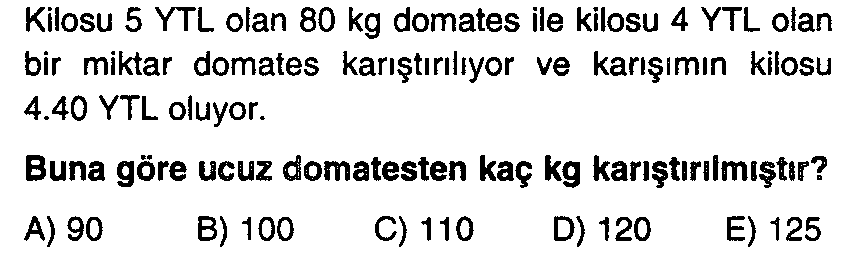 Kilosu 5 YTL olan 80 kg domates ile kilosu 4 YTL olan
bir miktar domates karıştırılıyor ve karışımın kilosu
4.40 YTL oluyor.
Buna göre ucuz domatesten kaç kg karıştırılmıştır?
A) 90 B) 100 C) 110 D) 120 E) 125